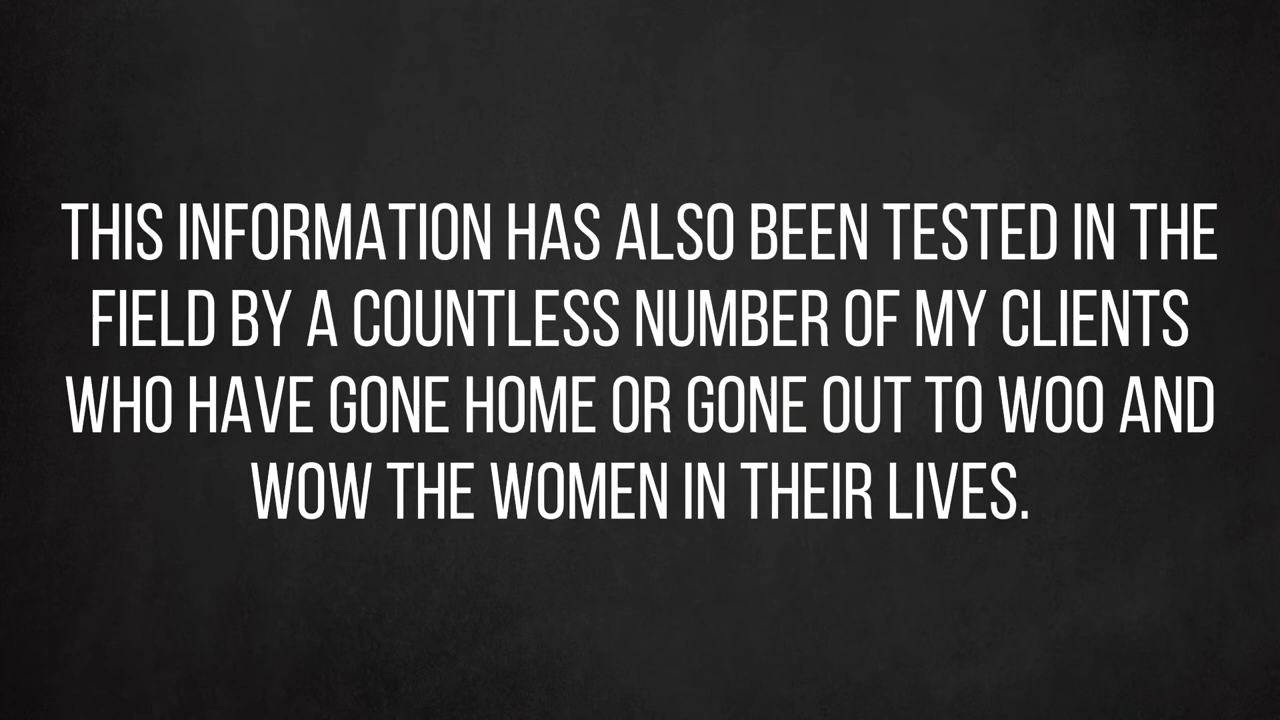 THIS INFORMATION HAS ALSO BEEN TESTED IN THE
FIELD BY A COUNTLESS NUMBER OF MY CLIENTS
WHO HAVE GONE HOME OR GONE OUT TO WOO AND
WOW THE WOMEN IN THEIR LIVES.